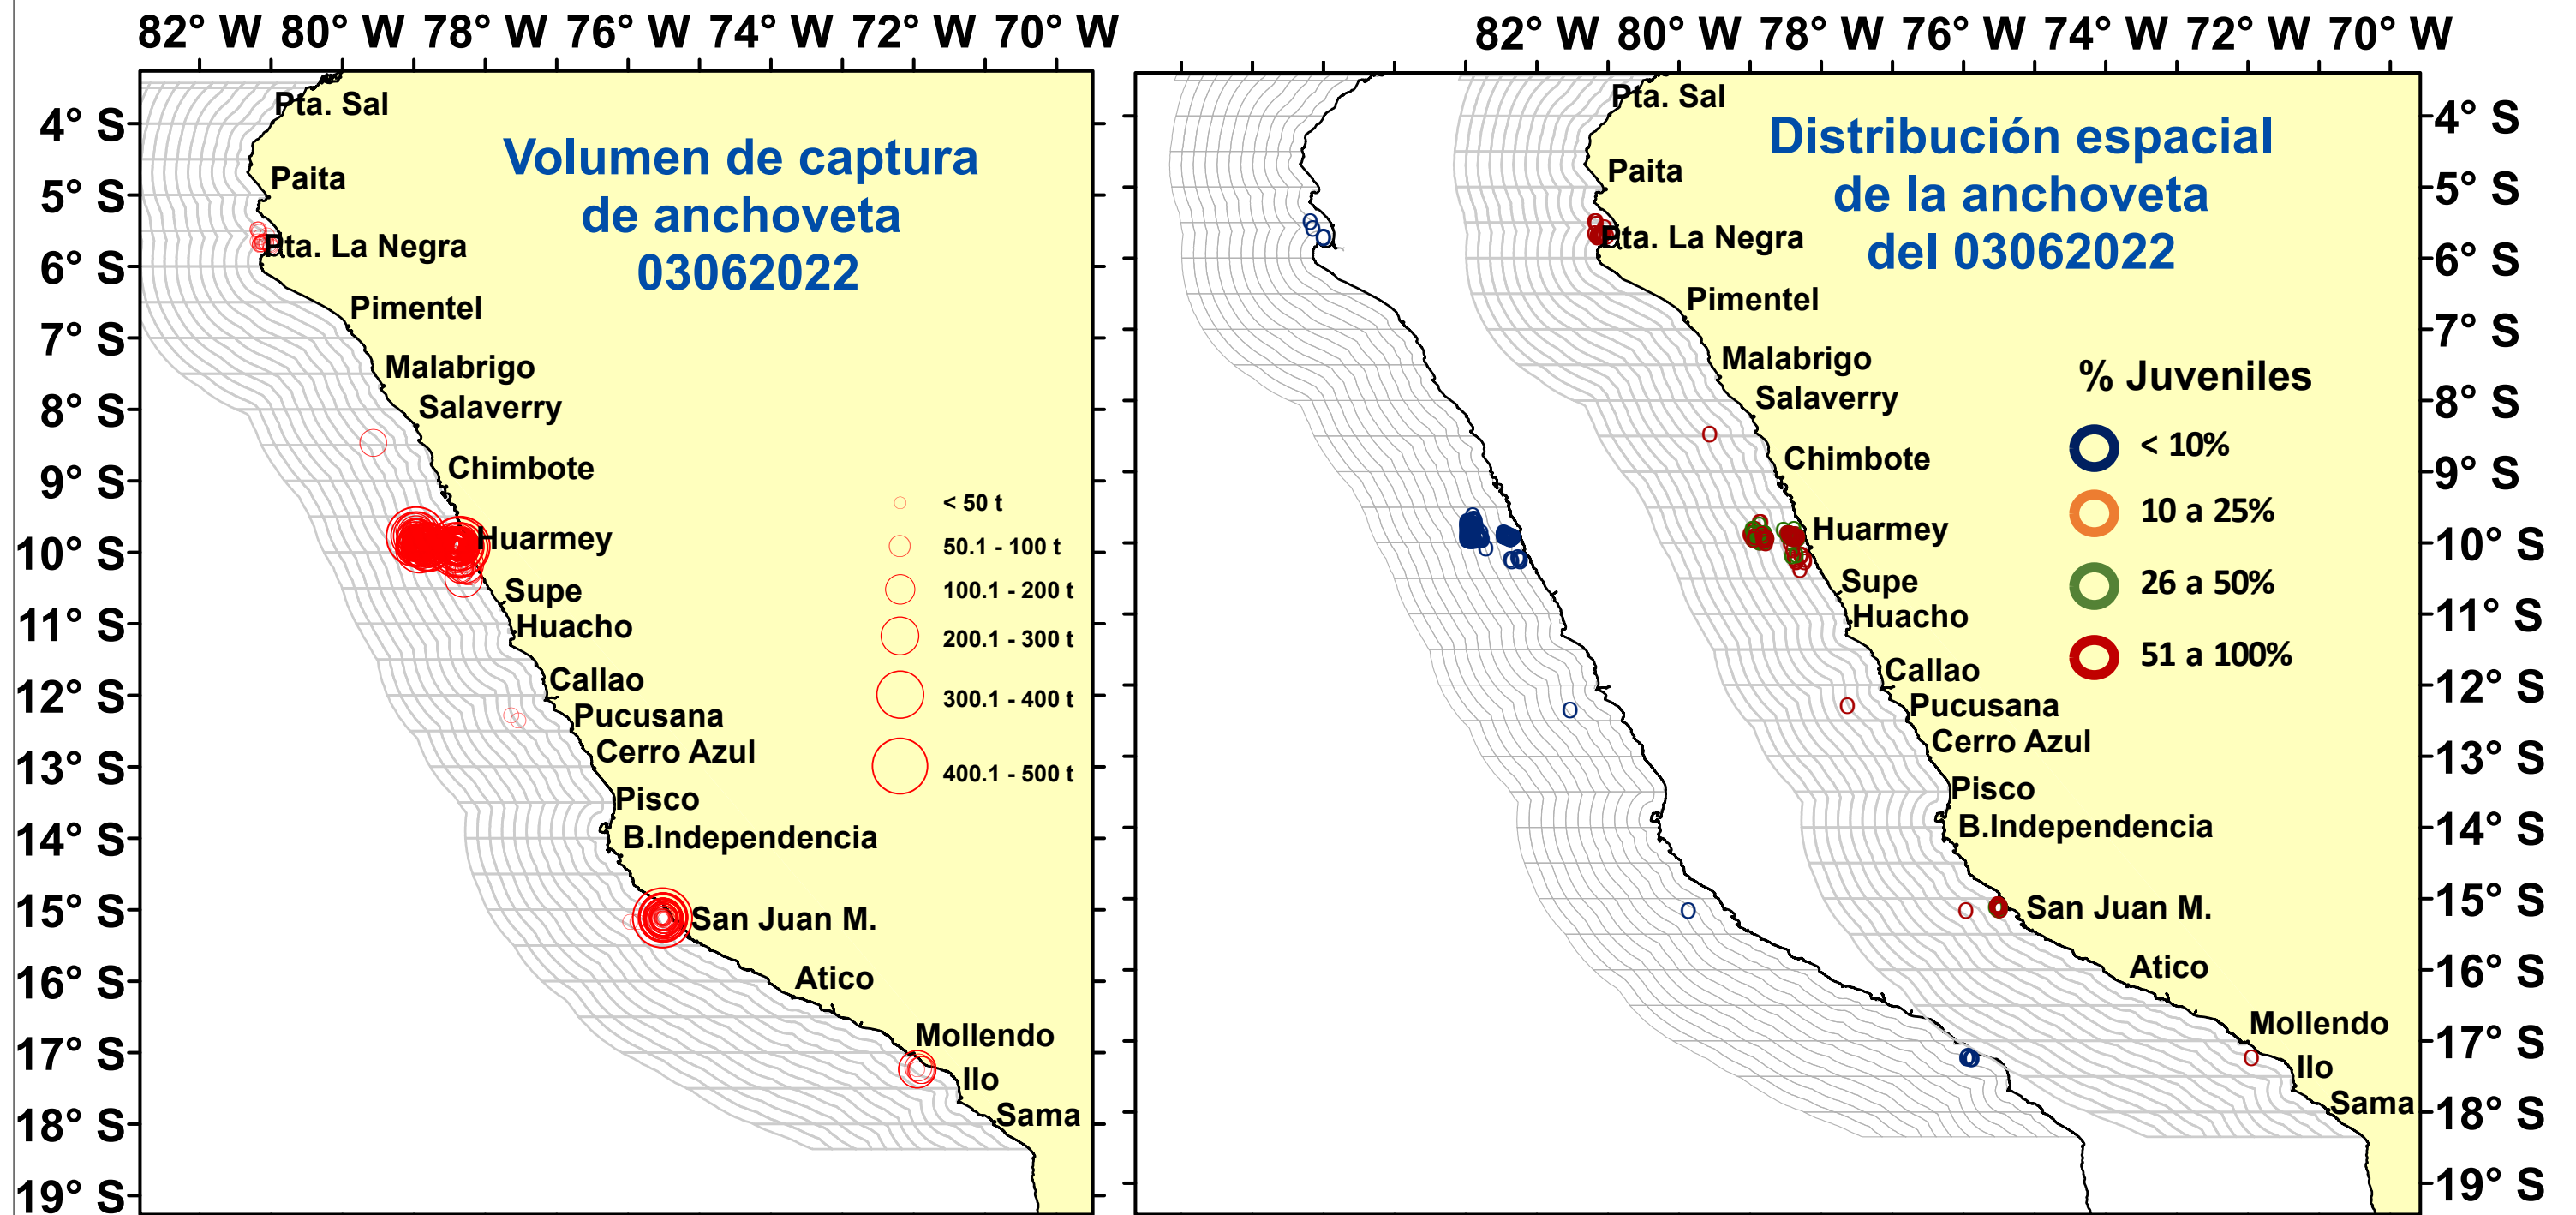 82° W 80° W 78° W 76° W 74° W 72° W 70° W
4° S
5° S
6° S
7° S
8° S
9° S
10° S
11° S
12° S
13° S
14° S
15° S
16° S
17° S
18° S
19° S
Volumen de captura
de anchoveta
03062022
Pta. Sal
Paita
Pta. La Negra
Pimentel
Malabrigo
Salaverry
Chimbote
Huarmey
Supe
Huacho
Callao
Pucusana
Cerro Azul
Pisco
B.Independencia
San Juan M.
Atico
Mollendo
Ilo
Sama
< 50 t
50.1 - 100 t
100.1 - 200 t
200.1 - 300 t
300.1 - 400 t
400.1 - 500 t
82° W 80° W 78° W 76° W 74° W 72° W 70° W
Distribución espacial
de la anchoveta
del 03062022
Pta. Sal
Paita
Pta. La Negra
Pimentel
Malabrigo
Salaverry
Chimbote
Huarmey
Supe
Huacho
Callao
Pucusana
Cerro Azul
Pisco
B.Independencia
San Juan M.
Atico
Mollendo
Ilo
Sama
% Juveniles
< 10%
10 a 25%
26 a 50%
51 a 100%
4° S
5° S
6° S
7° S
8° S
9° S
10° S
11° S
12° S
13° S
14° S
15° S
16° S
17° S
18° S
19° S